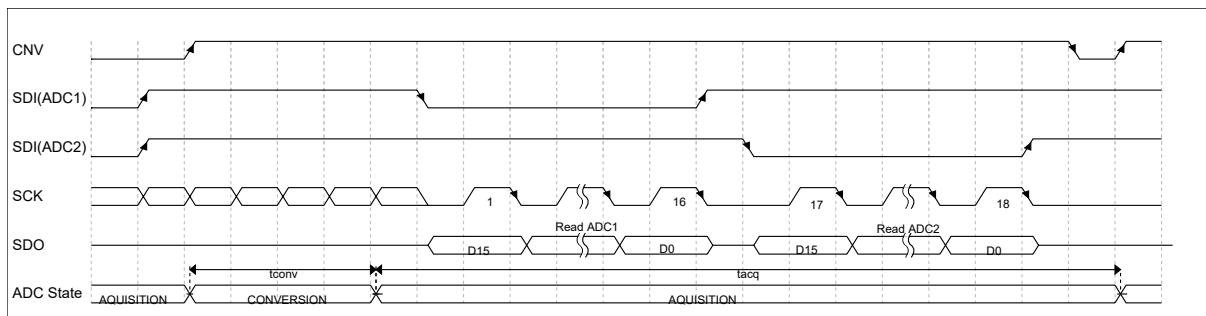 CNV
SDI(ADC1)
SDI(ADC2)
SCK
1
16
17
18
SDO
D15
Read ADC1
D0
D15
Read ADC2
D0
tconv
tacq
ADC State
AQUISITION
CONVERSION
AQUISITION